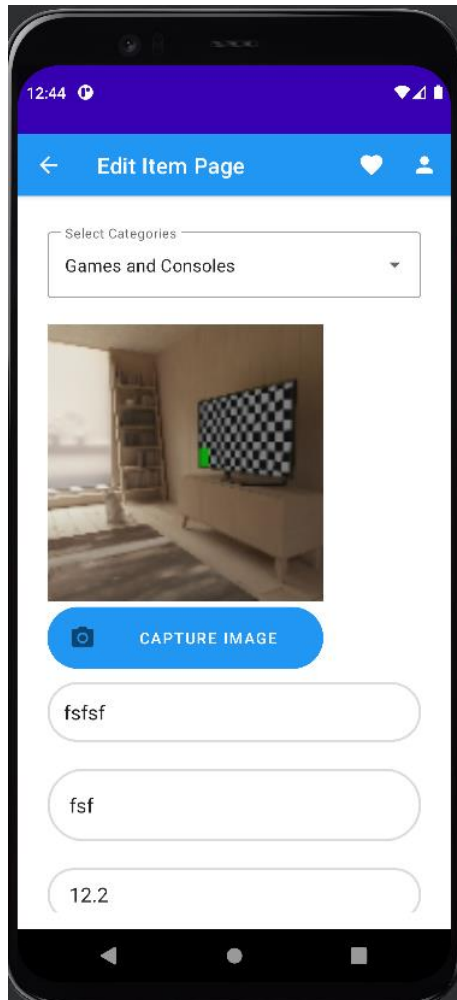 12:44
Edit Item Page
Select Categories
Games and Consoles
CAPTURE IMAGE
fsfsf
fsf
12.2